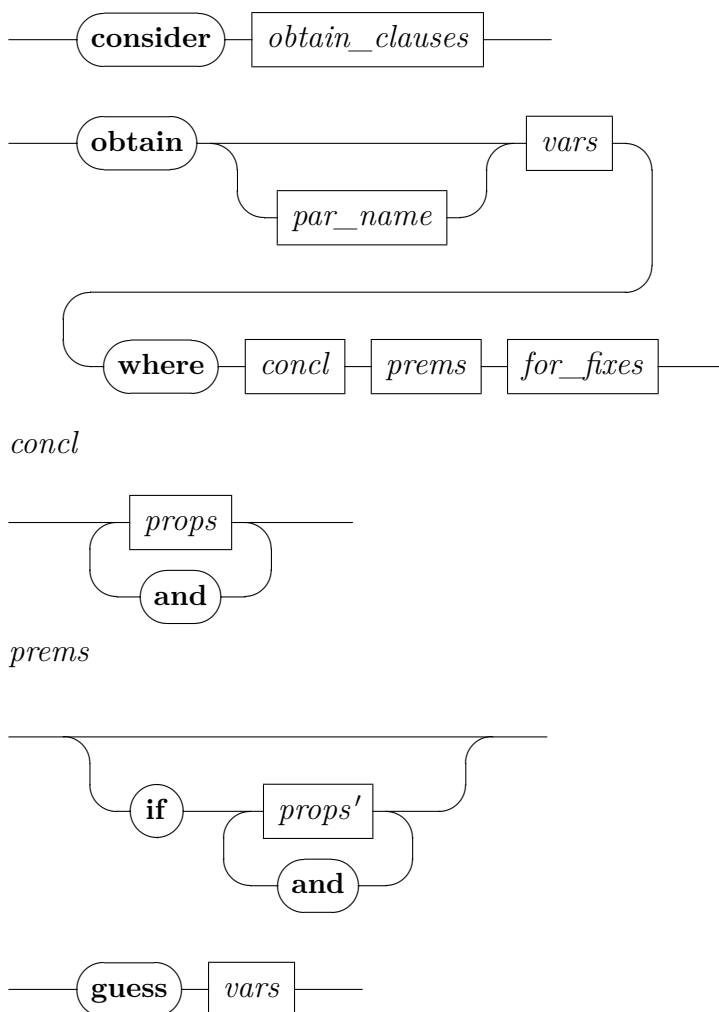 consider obtain_clauses
obtain vars
par_name
where concl prems for_fixes
concl
props
and
prems
if props′
and
guess vars